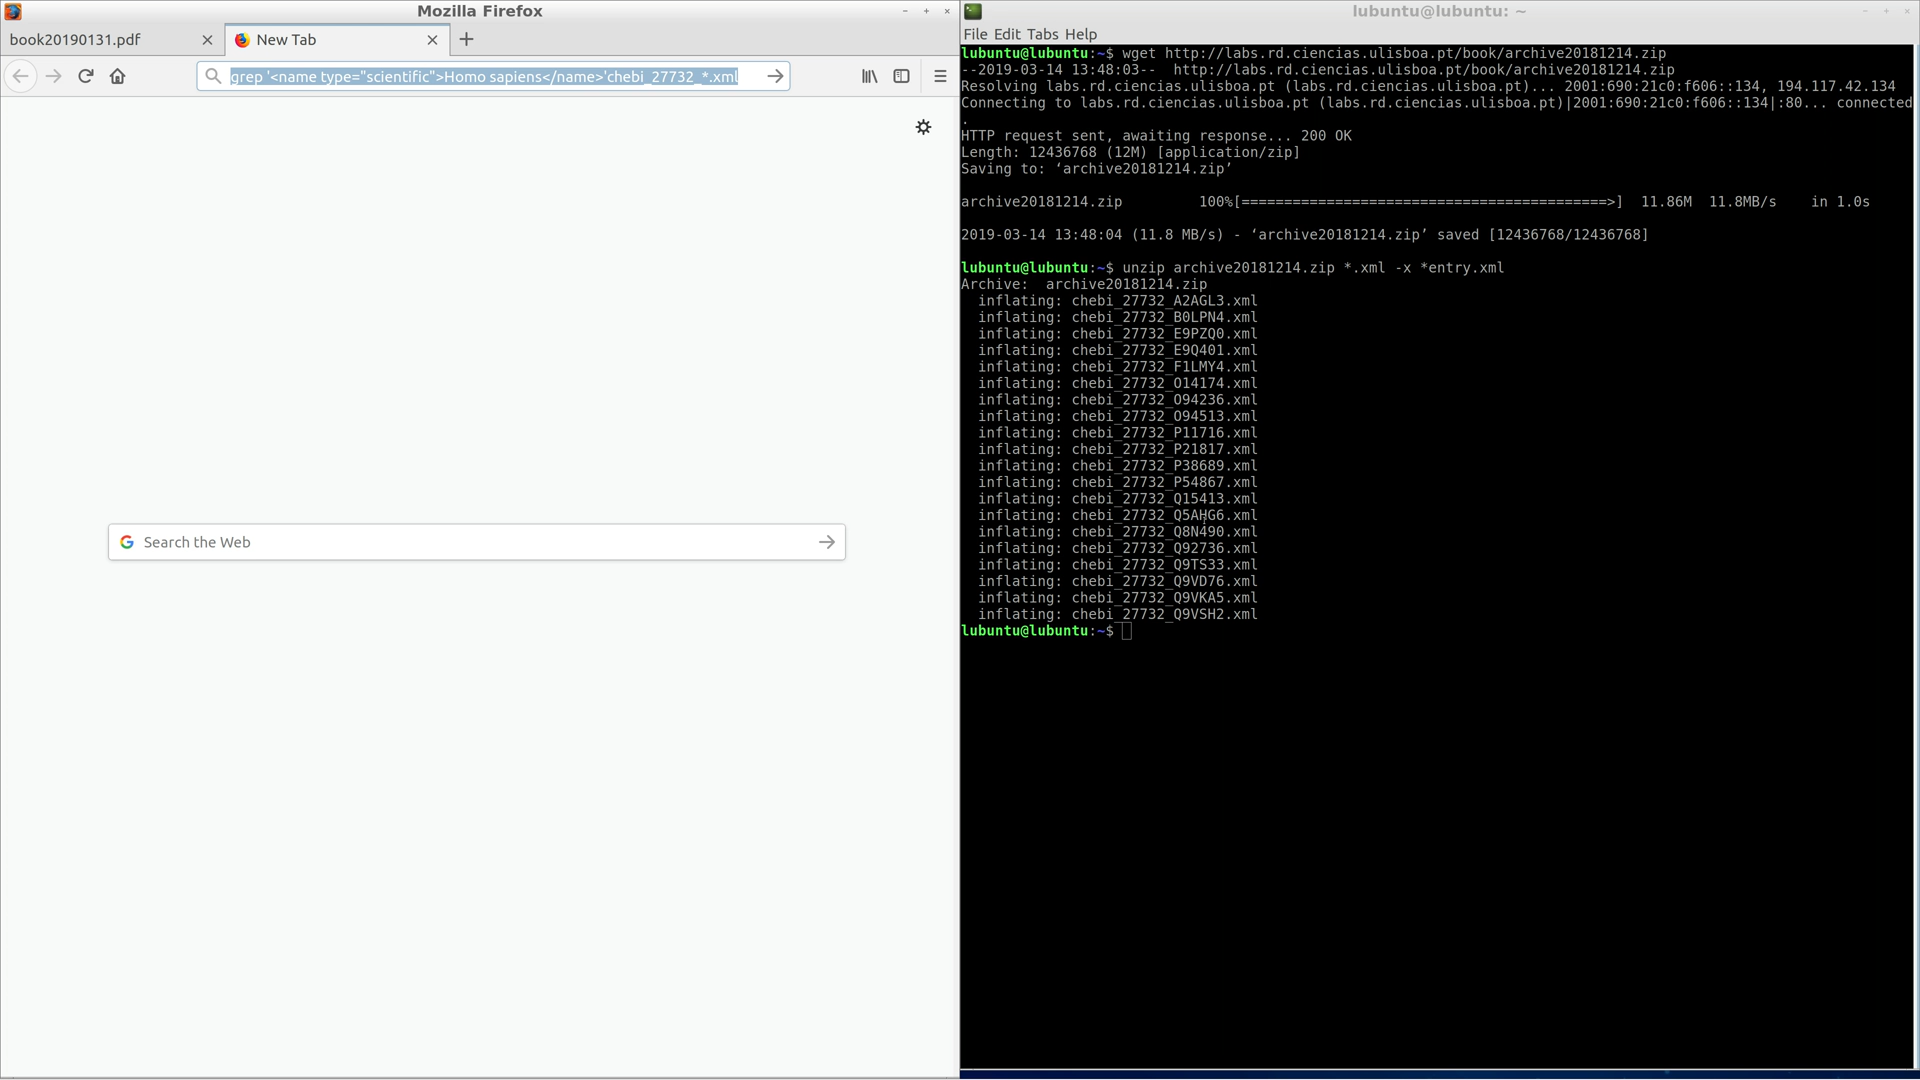 Mozilla Firefox
book20190131.pdf
New Tab
grep '<name type="scientific">Homo sapiens</name>'chebi_27732_*.xml
Search the Web
lubuntu@lubuntu: ~
File Edit Tabs Help
lubuntu@lubuntu:~$ wget http://labs.rd.ciencias.ulisboa.pt/book/archive20181214.zip
--2019-03-14 13:48:03--  http://labs.rd.ciencias.ulisboa.pt/book/archive20181214.zip
Resolving labs.rd.ciencias.ulisboa.pt (labs.rd.ciencias.ulisboa.pt)... 2001:690:21c0:f606::134, 194.117.42.134
Connecting to labs.rd.ciencias.ulisboa.pt (labs.rd.ciencias.ulisboa.pt)|2001:690:21c0:f606::134|:80... connected
.
HTTP request sent, awaiting response... 200 OK
Length: 12436768 (12M) [application/zip]
Saving to: ‘archive20181214.zip’
archive20181214.zip 100%[===========================================>] 11.86M 11.8MB/s in 1.0s
2019-03-14 13:48:04 (11.8 MB/s) - ‘archive20181214.zip’ saved [12436768/12436768]
lubuntu@lubuntu:~$ unzip archive20181214.zip *.xml -x *entry.xml
Archive:  archive20181214.zip
inflating: chebi_27732_A2AGL3.xml
inflating: chebi_27732_B0LPN4.xml
inflating: chebi_27732_E9PZQ0.xml
inflating: chebi_27732_E9Q401.xml
inflating: chebi_27732_F1LMY4.xml
inflating: chebi_27732_O14174.xml
inflating: chebi_27732_O94236.xml
inflating: chebi_27732_O94513.xml
inflating: chebi_27732_P11716.xml
inflating: chebi_27732_P21817.xml
inflating: chebi_27732_P38689.xml
inflating: chebi_27732_P54867.xml
inflating: chebi_27732_Q15413.xml
inflating: chebi_27732_Q5AHG6.xml
inflating: chebi_27732_Q8N490.xml
inflating: chebi_27732_Q92736.xml
inflating: chebi_27732_Q9TS33.xml
inflating: chebi_27732_Q9VD76.xml
inflating: chebi_27732_Q9VKA5.xml
inflating: chebi_27732_Q9VSH2.xml
lubuntu@lubuntu:~$